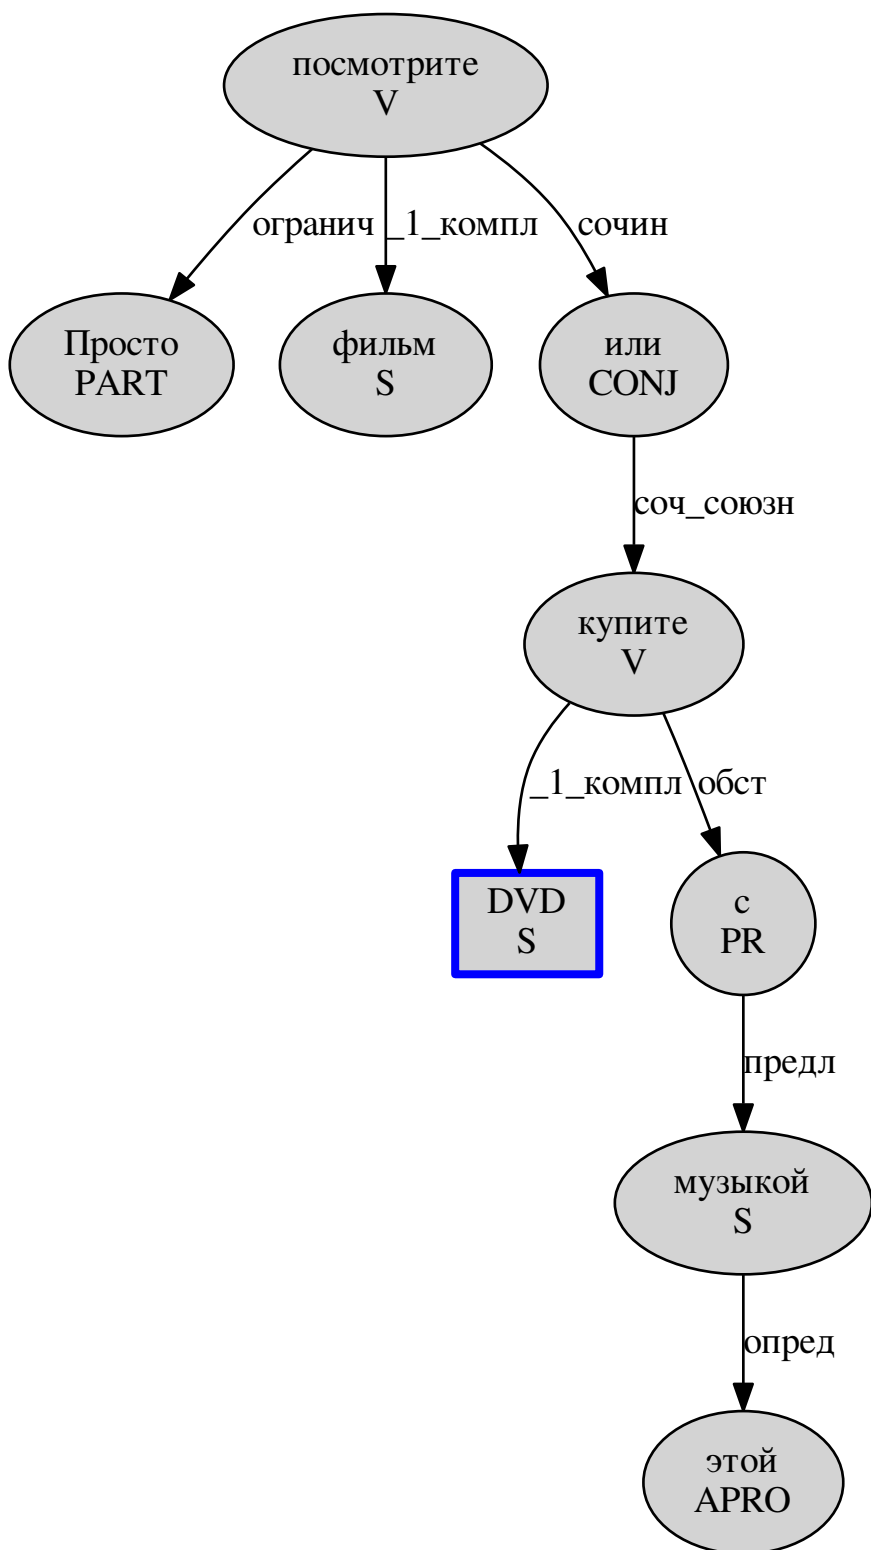 посмотрите
V
огранич
_1_компл
сочин
Просто
PART
фильм
S
или
CONJ
соч_союзн
купите
V
_1_компл
обст
DVD
S
с
PR
предл
музыкой
S
опред
этой
APRO